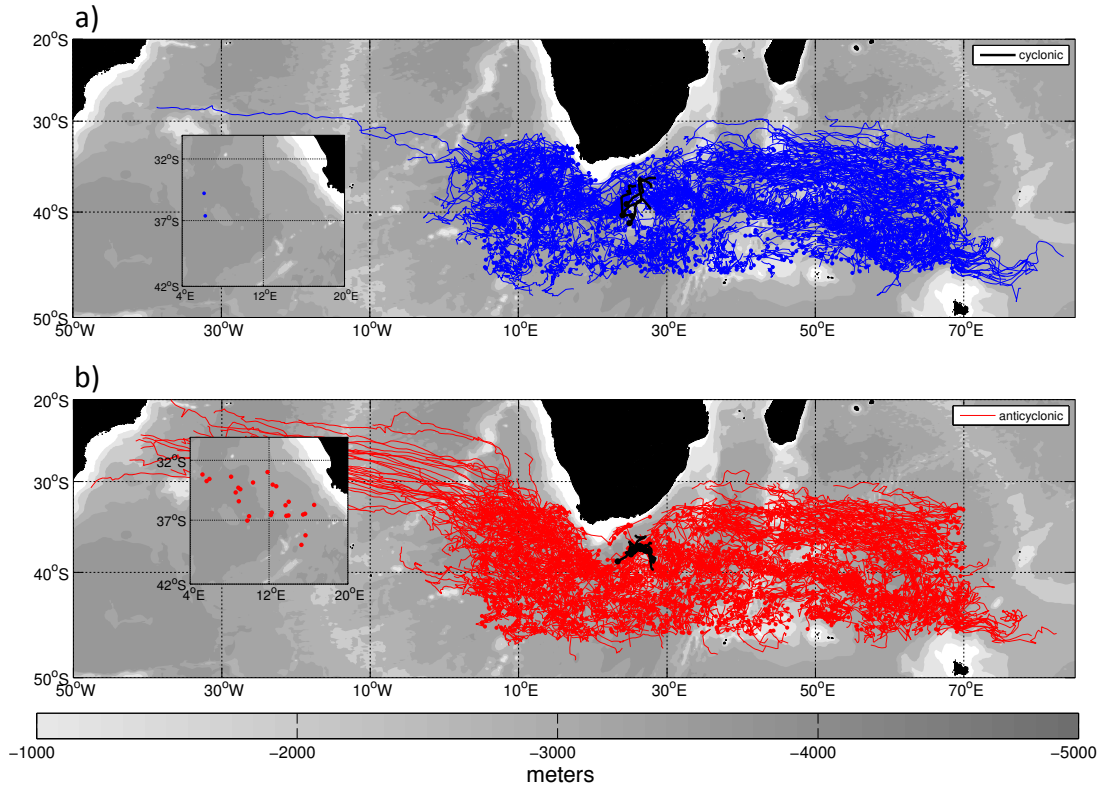 a)
20°S
30°S
40°S
50°S
cyclonic
32°S
37°S
42°S
4°E 12°E 20°E
50°W 30°W 10°W 10°E 30°E 50°E 70°E
b)
20°S
30°S
40°S
50°S
anticyclonic
32°S
37°S
42°S
4°E 12°E 20°E
50°W 30°W 10°W 10°E 30°E 50°E 70°E
−1000 −2000 −3000 −4000 −5000
meters